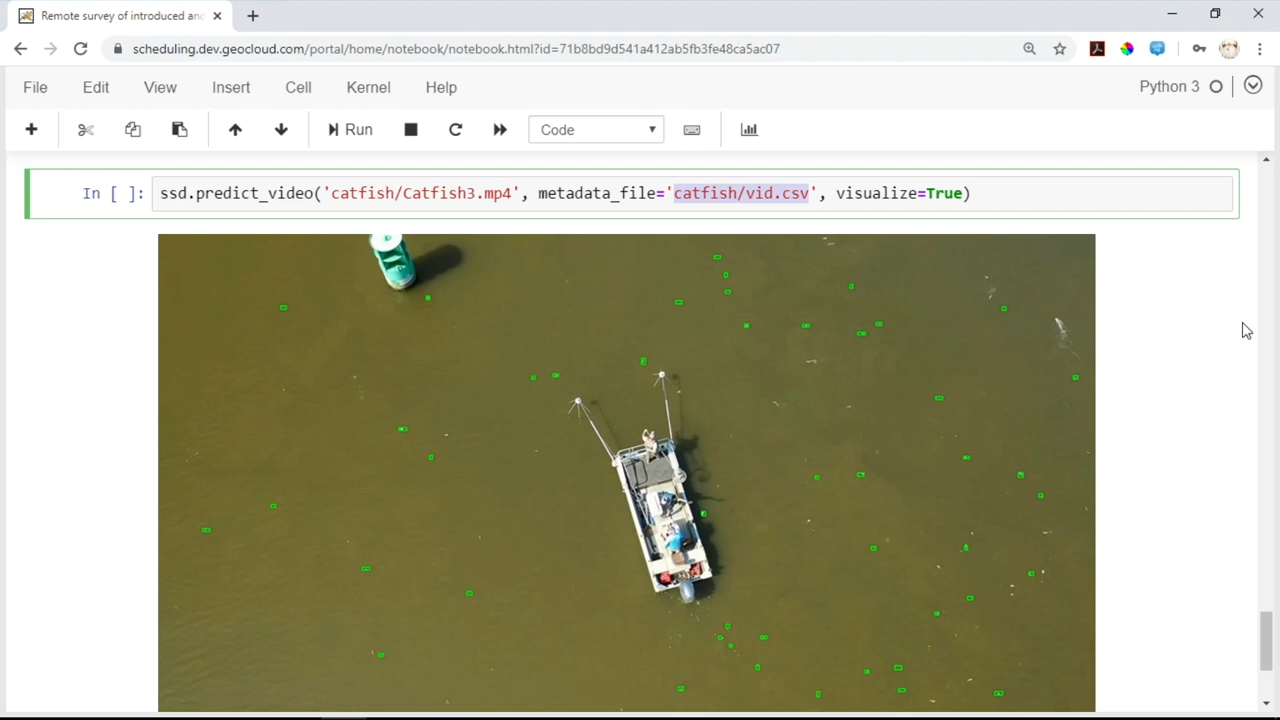 Remote survey of introduced and
scheduling.dev.geocloud.com/portal/home/notebook/notebook.html?id=71b8bd9d541a412ab5fb3fe48ca5ac07
File Edit View Insert Cell Kernel Help Python 3
Run Code
In [ ]: ssd.predict_video('catfish/Catfish3.mp4', metadata_file='catfish/vid.csv', visualize=True)